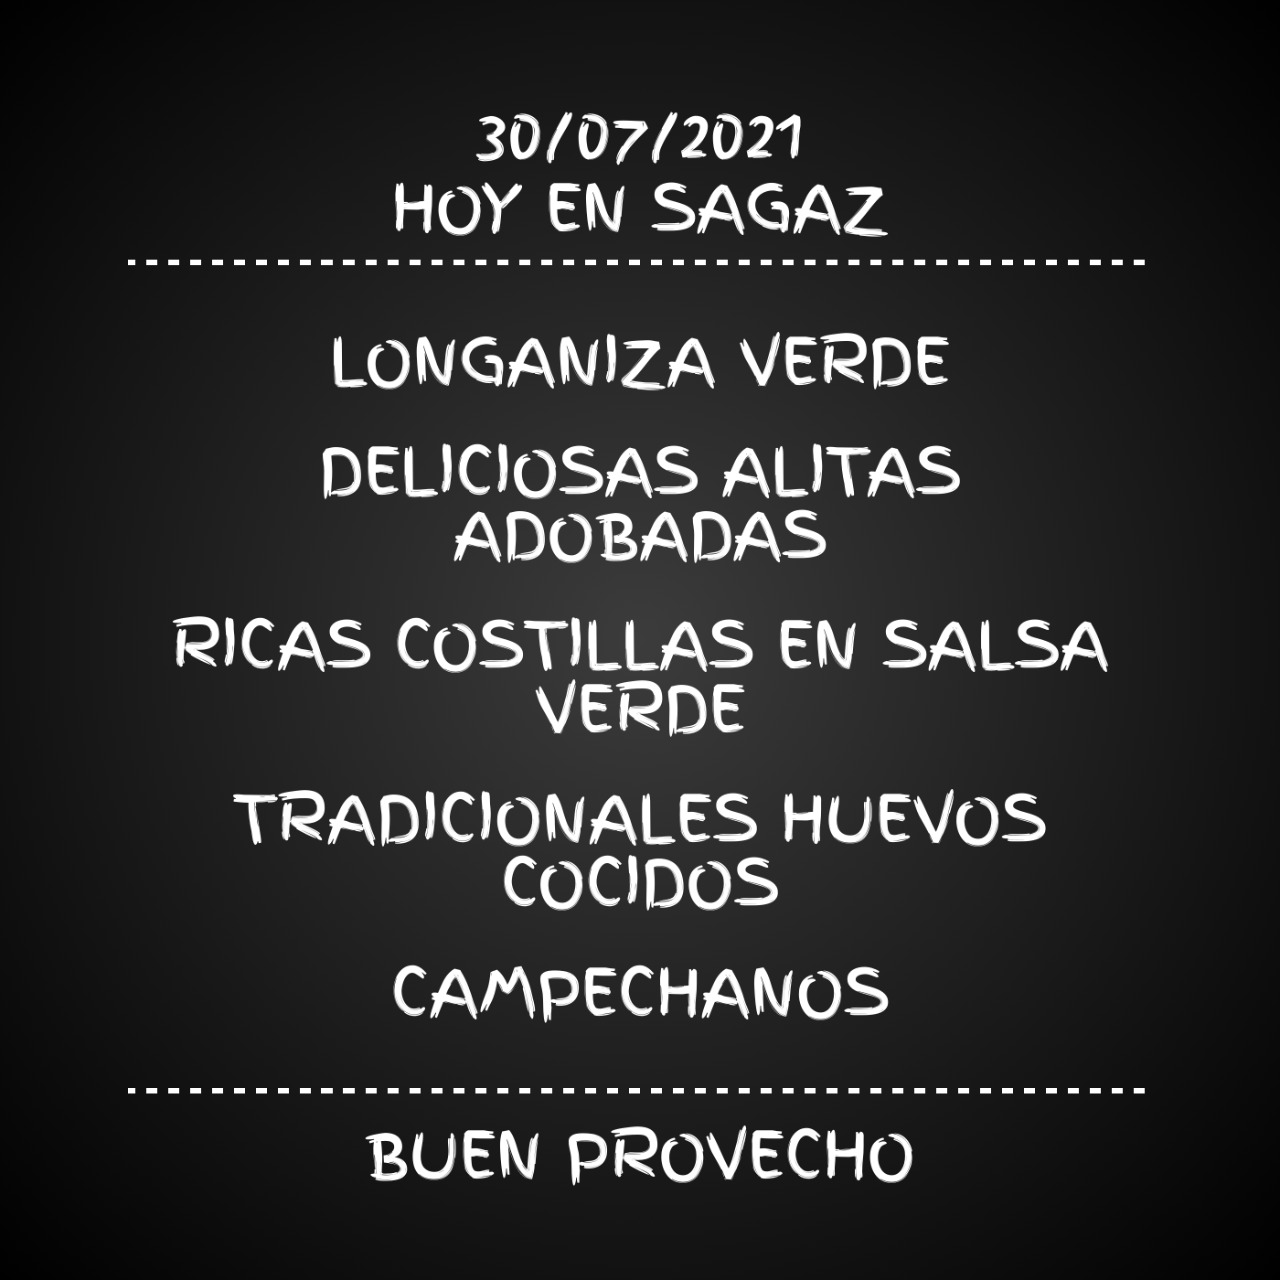 30/07/2021
HOY EN SAGAZ
LONGANIZA VERDE
DELICIOSAS ALITAS
ADOBADAS
RICAS COSTILLAS EN SALSA
VERDE
TRADICIONALES HUEVOS
COCIDOS
CAMPECHANOS
BUEN PROVECHO